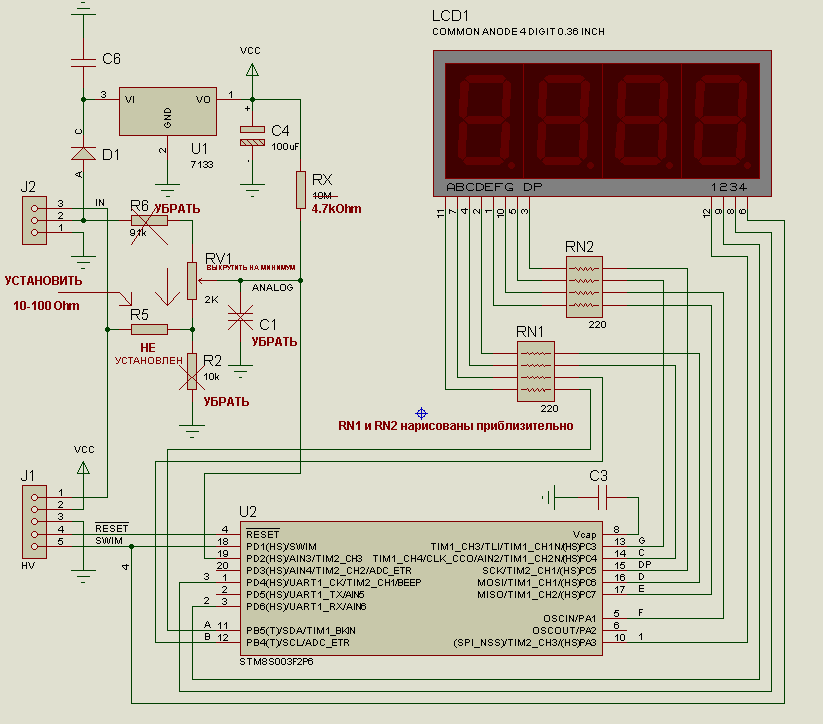 LCD1
COMMON ANODE 4 DIGIT 0.36 INCH
C6
VCC
3 VI VO 1
GND
2
U1
7133
+
C4
100uF
-
C
D1
A
RX
10M
4.7kOhm
ABCDEFG DP 1234
11 7 4 2 1 10 5 3 12 9 8 6
J2
3
2
1
IN
R6
УБРАТЬ
91k
RV1
ВЫКРУТИТЬ НА МИНИМУМ
2K
ANALOG
УСТАНОВИТЬ
10-100 Ohm
R5
НЕ
УСТАНОВЛЕН
C1
УБРАТЬ
R2
10k
УБРАТЬ
RN2
220
RN1
220
RN1 и RN2 нарисованы приблизительно
VCC
J1
1
2
3
4
5
RESET
SWIM
HV
4
C3
U2
4 RESET
18 PD1(HS)/SWIM
19 PD2(HS)/AIN3/TIM2_CH3
20 PD3(HS)/AIN4/TIM2_CH2/ADC_ETR
3 1 PD4(HS)/UART1_CK/TIM2_CH1/BEEP
2 PD5(HS)/UART1_TX/AIN5
2 3 PD6(HS)/UART1_RX/AIN6
A 11 PB5(T)/SDA/TIM1_BKIN
B 12 PB4(T)/SCL/ADC_ETR
Vcap 8
TIM1_CH3/TLI/TIM1_CH1N/(HS)PC3 13 G
TIM1_CH4/CLK_CCO/AIN2/TIM1_CH2N/(HS)PC4 14 C
SCK/TIM2_CH1/(HS)PC5 15 DP
MOSI/TIM1_CH1/(HS)PC6 16 D
MISO/TIM1_CH2/(HS)PC7 17 E
OSCIN/PA1 5 F
OSCOUT/PA2 6
(SPI_NSS)/TIM2_CH3/(HS)PA3 10 1
STM8S003F2P6